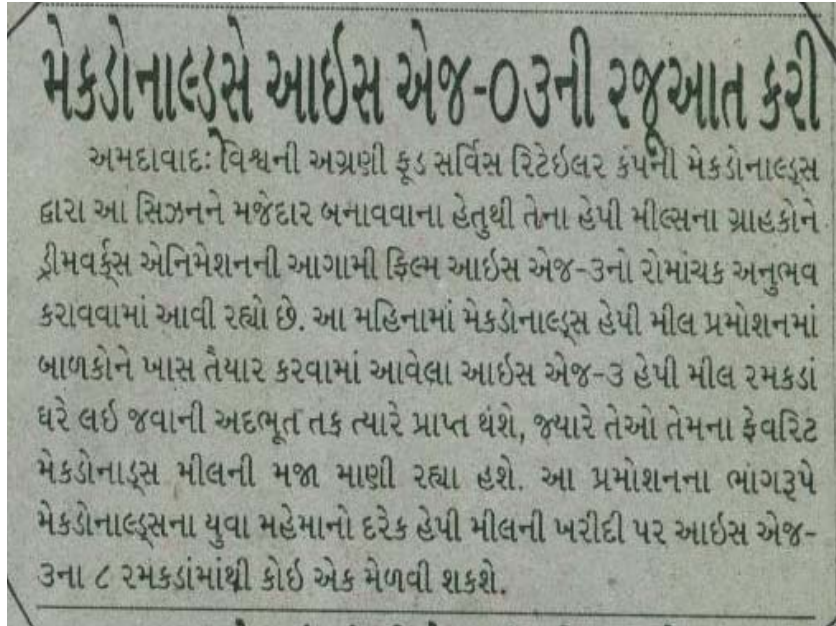 મેકડોનાલ્ડસે આઇસ એજ-૦૩ની રજૂઆત કરી
અમદાવાદઃ વિશ્વની અગ્રણી ફૂડ સર્વિસ રિટેઇલર કંપની મેકડોનાલ્ડ્સ
દ્વારા આ સિઝનને મજેદાર બનાવવાના હેતુથી તેના હેપી મીલ્સના ગ્રાહકોને
ડ્રીમવર્ક્સ એનિમેશનની આગામી ફિલ્મ આઇસ એજ-૩નો રોમાંચક અનુભવ
કરાવવામાં આવી રહ્યો છે. આ મહિનામાં મેકડોનાલ્ડ્સ હેપી મીલ પ્રમોશનમાં
બાળકોને ખાસ તૈયાર કરવામાં આવેલા આઇસ એજ-૩ હેપી મીલ રમકડાં
ઘરે લઇ જવાની અદભૂત તક ત્યારે પ્રાપ્ત થશે, જ્યારે તેઓ તેમના ફેવરિટ
મેકડોનાડ્સ મીલની મજા માણી રહ્યા હશે. આ પ્રમોશનના ભાગરૂપે
મેકડોનાલ્ડ્સના યુવા મહેમાનો દરેક હેપી મીલની ખરીદી પર આઇસ એજ-
૩ના ૮ રમકડાંમાંથી કોઇ એક મેળવી શકશે.